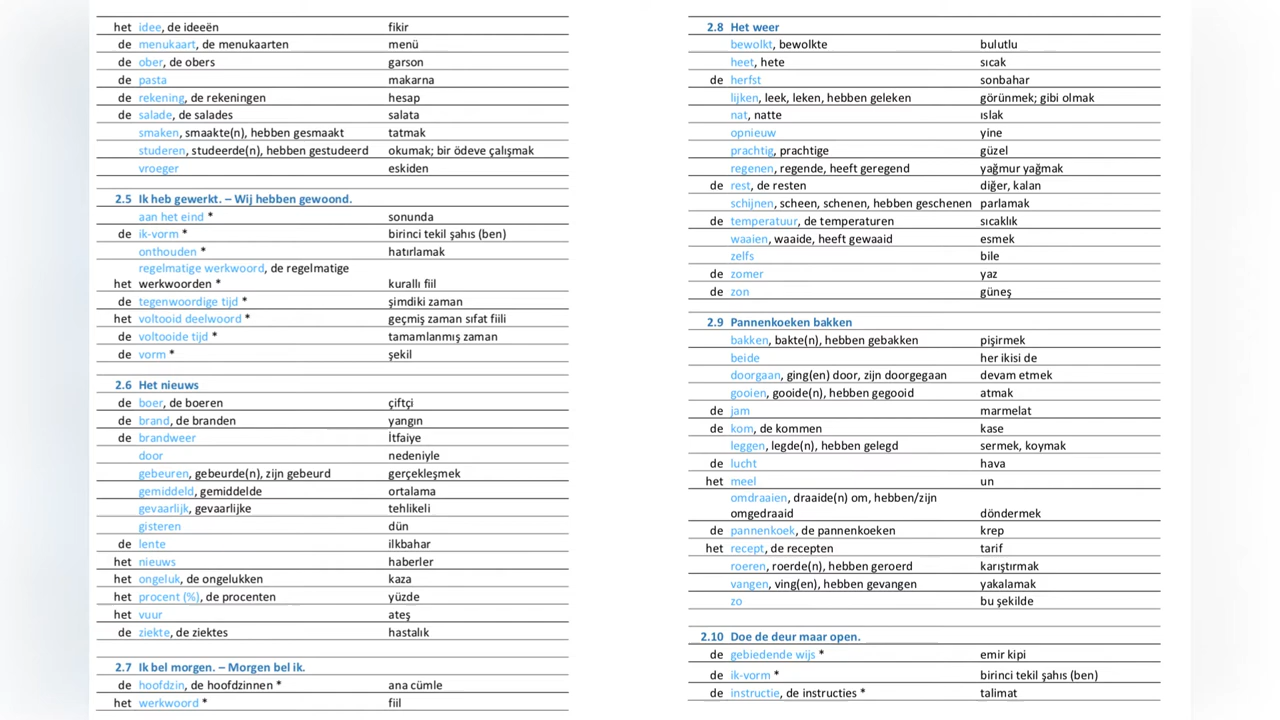 het idee, de ideeën fikir
de menukaart, de menukaarten menü
de ober, de obers garson
de pasta makarna
de rekening, de rekeningen hesap
de salade, de salades salata
smaken, smaakte(n), hebben gesmaakt tatmak
studeren, studeerde(n), hebben gestudeerd okumak; bir ödeve çalışmak
vroeger eskiden
2.5 Ik heb gewerkt. – Wij hebben gewoond.
aan het eind * sonunda
de ik-vorm * birinci tekil şahıs (ben)
onthouden * hatırlamak
regelmatige werkwoord, de regelmatige
het werkwoorden * kurallı fiil
de tegenwoordige tijd * şimdiki zaman
het voltooid deelwoord * geçmiş zaman sıfat fiili
de voltooide tijd * tamamlanmış zaman
de vorm * şekil
2.6 Het nieuws
de boer, de boeren çiftçi
de brand, de branden yangın
de brandweer İtfaiye
door nedeniyle
gebeuren, gebeurde(n), zijn gebeurd gerçekleşmek
gemiddeld, gemiddelde ortalama
gevaarlijk, gevaarlijke tehlikeli
gisteren dün
de lente ilkbahar
het nieuws haberler
het ongeluk, de ongelukken kaza
het procent (%), de procenten yüzde
het vuur ateş
de ziekte, de ziektes hastalık
2.7 Ik bel morgen. – Morgen bel ik.
de hoofdzin, de hoofdzinnen * ana cümle
het werkwoord * fiil
2.8 Het weer
bewolkt, bewolkte bulutlu
heet, hete sıcak
de herfst sonbahar
lijken, leek, leken, hebben geleken görünmek; gibi olmak
nat, natte ıslak
opnieuw yine
prachtig, prachtige güzel
regenen, regende, heeft geregend yağmur yağmak
de rest, de resten diğer, kalan
schijnen, scheen, schenen, hebben geschenen parlamak
de temperatuur, de temperaturen sıcaklık
waaien, waaide, heeft gewaaid esmek
zelfs bile
de zomer yaz
de zon güneş
2.9 Pannenkoeken bakken
bakken, bakte(n), hebben gebakken pişirmek
beide her ikisi de
doorgaan, ging(en) door, zijn doorgegaan devam etmek
gooien, gooide(n), hebben gegooid atmak
de jam marmelat
de kom, de kommen kase
leggen, legde(n), hebben gelegd sermek, koymak
de lucht hava
het meel un
omdraaien, draaide(n) om, hebben/zijn
omgedraaid döndermek
de pannenkoek, de pannenkoeken krep
het recept, de recepten tarif
roeren, roerde(n), hebben geroerd karıştırmak
vangen, ving(en), hebben gevangen yakalamak
zo bu şekilde
2.10 Doe de deur maar open.
de gebiedende wijs * emir kipi
de ik-vorm * birinci tekil şahıs (ben)
de instructie, de instructies * talimat